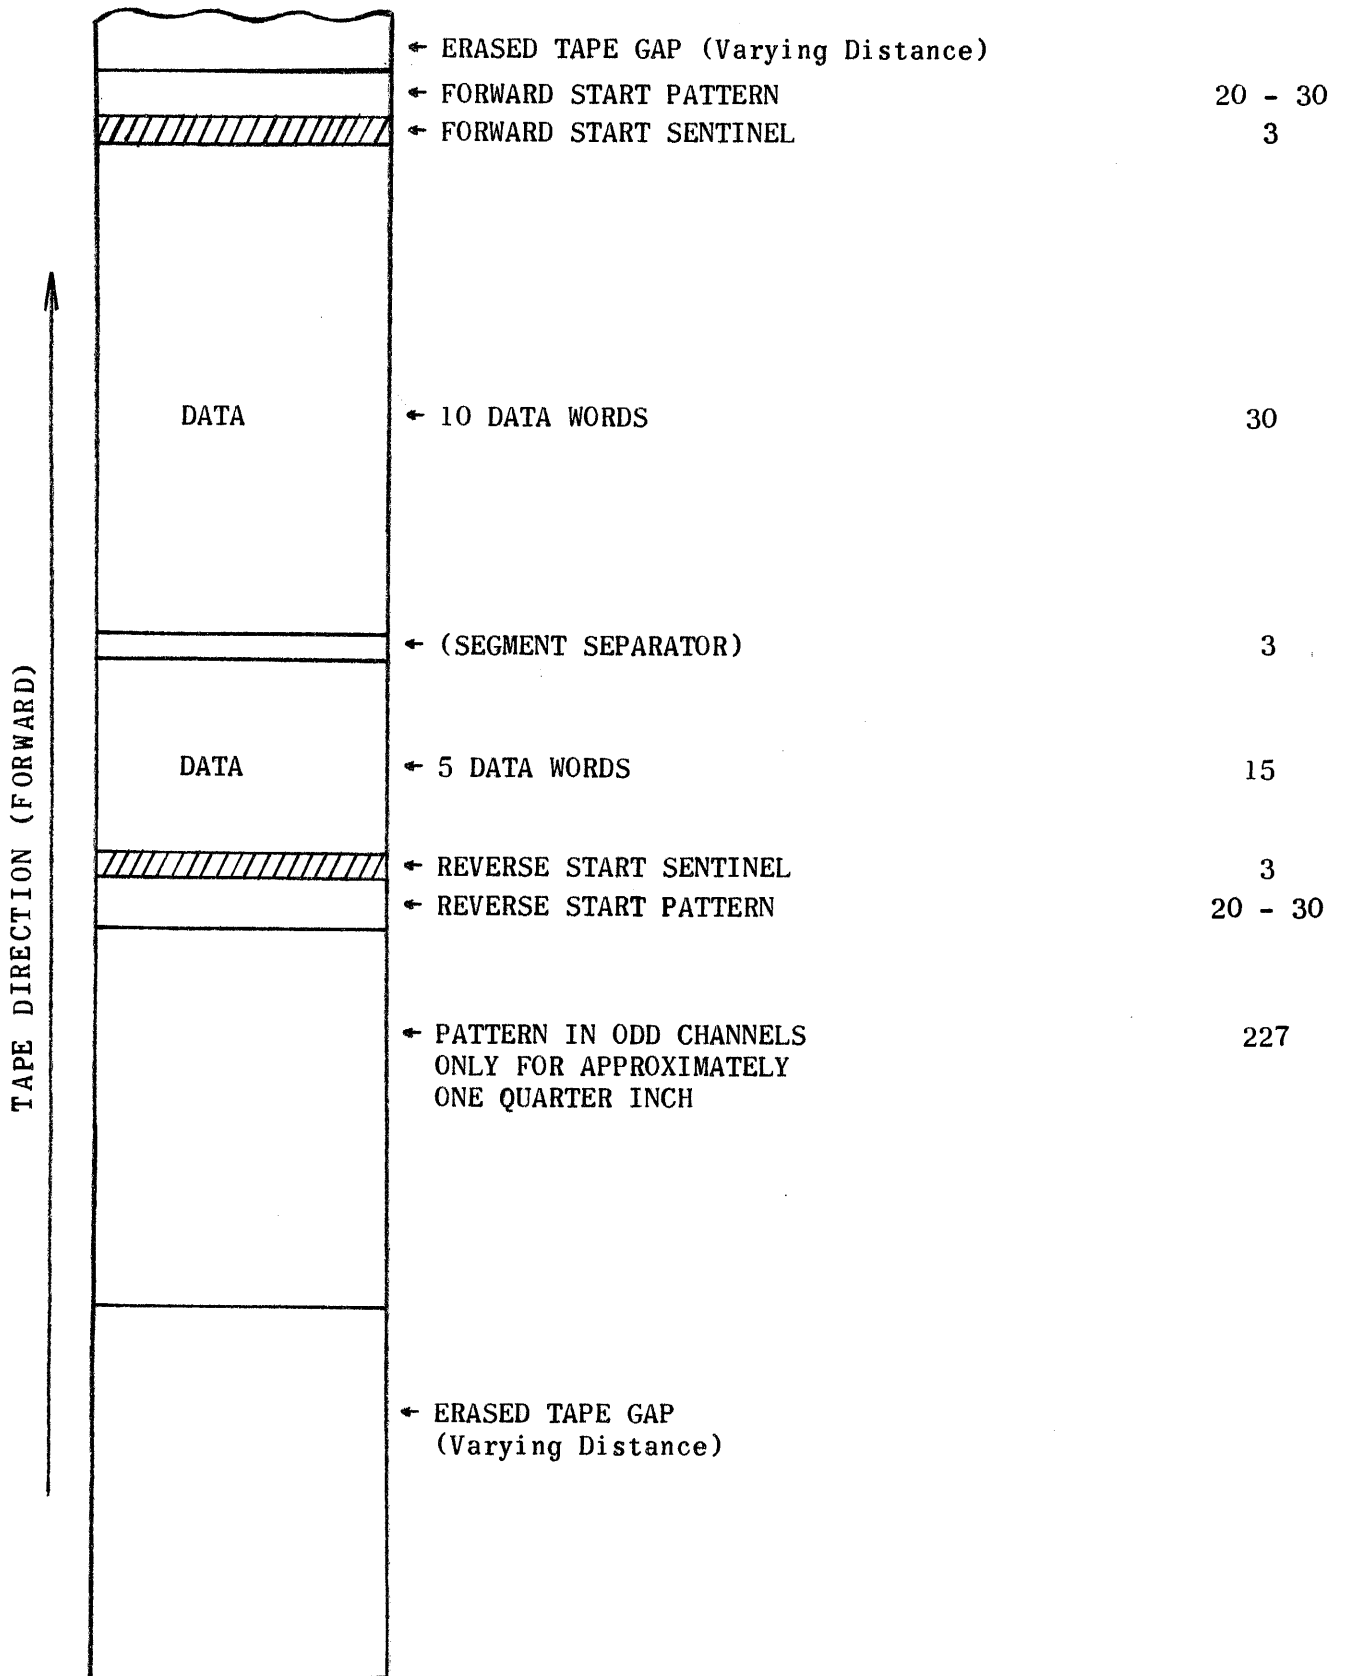 ← ERASED TAPE GAP (Varying Distance)
← FORWARD START PATTERN 20 - 30
← FORWARD START SENTINEL 3
DATA ← 10 DATA WORDS 30
← (SEGMENT SEPARATOR) 3
DATA ← 5 DATA WORDS 15
← REVERSE START SENTINEL 3
← REVERSE START PATTERN 20 - 30
← PATTERN IN ODD CHANNELS 227
ONLY FOR APPROXIMATELY
ONE QUARTER INCH
← ERASED TAPE GAP
(Varying Distance)
TAPE DIRECTION (FORWARD)